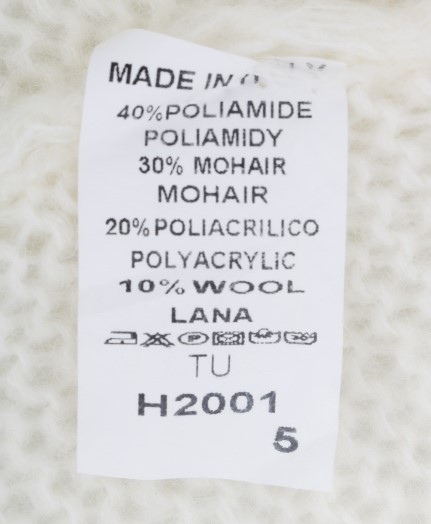 MADE IN
40%POLIAMIDE
POLIAMIDY
30% MOHAIR
MOHAIR
20%POLIACRILICO
POLYACRYLIC
10%WOOL
LANA
TU
H2001
5